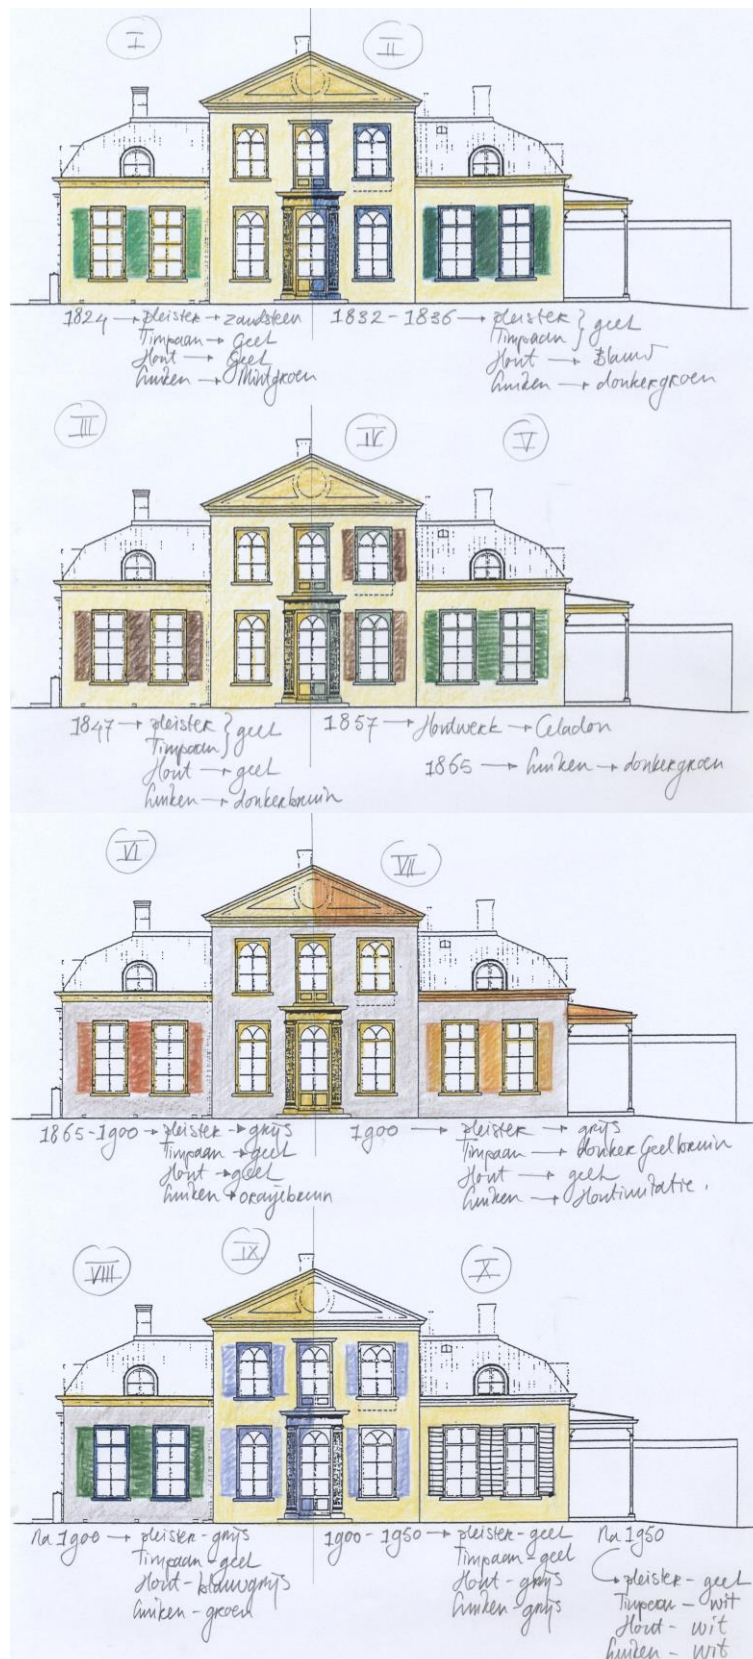 I
II
1824 → pleister → zandsteen
Timpaan → Geel
Hout → Geel
Luiken → Mintgroen
1832 - 1836 → pleister } geel
Timpaan
Hout → Blauw
Luiken → donkergroen
III
IV
V
1847 → pleister } geel
Timpaan
Hout → geel
Luiken → donkerbruin
1857 → Houtwerk → Celadon
1865 → Luiken → donkergroen
VI
VII
1865-1900 → pleister → grijs
Timpaan → geel
Hout → geel
Luiken → oranjebruin
1900 → pleister → grijs
Timpaan → donker Geelbruin
Hout → geel
Luiken → Houtimitatie.
VIII
IX
X
Na 1900 → pleister - grijs
Timpaan - geel
Hout - blauwgrijs
Luiken - groen
1900 - 1950 → pleister - geel
Timpaan - geel
Hout - grijs
Luiken - grijs
Na 1950
→ pleister - geel
Timpaan - wit
Hout - wit
Luiken - wit